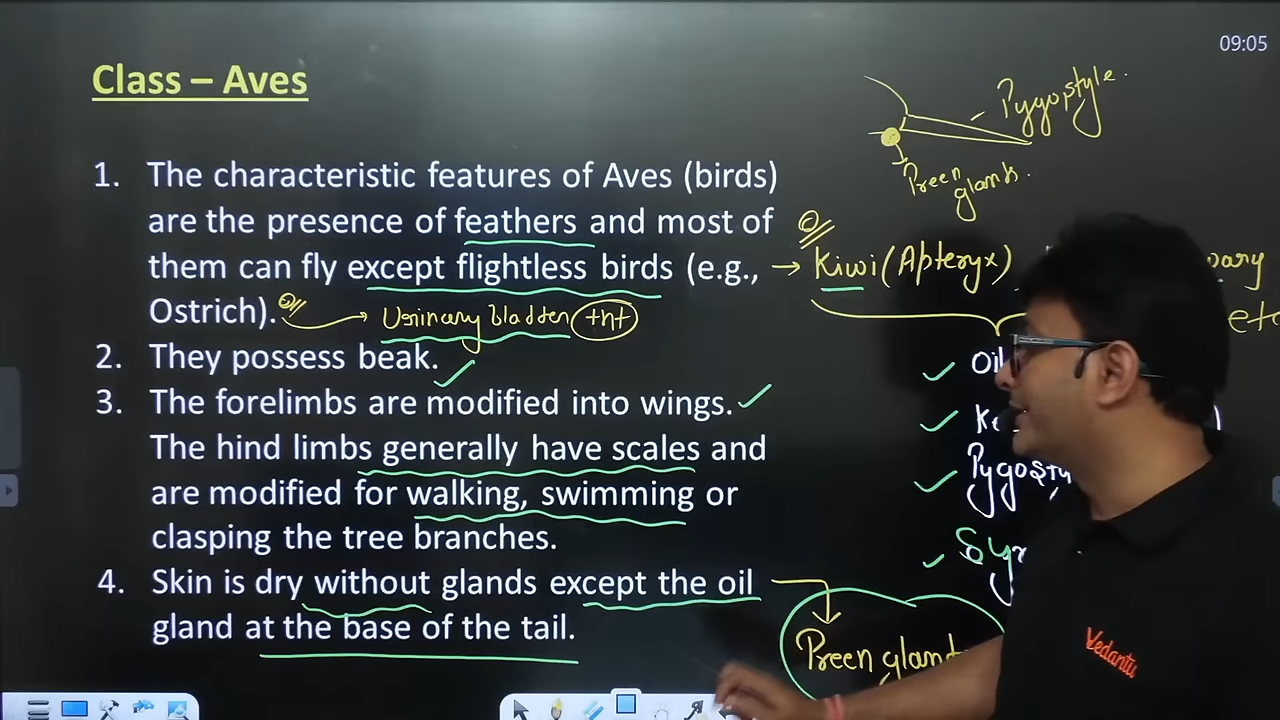 09:05
Class – Aves
Pygostyle.
Preen
glands.
1. The characteristic features of Aves (birds)
are the presence of feathers and most of
them can fly except flightless birds (e.g.,
→ Kiwi (Apteryx)
Ostrich). → Urinary bladder +nt
etc
2. They possess beak.
Oil
3. The forelimbs are modified into wings.
The hind limbs generally have scales and
are modified for walking, swimming or
clasping the tree branches.
4. Skin is dry without glands except the oil
gland at the base of the tail.
Preen gland
Vedantu